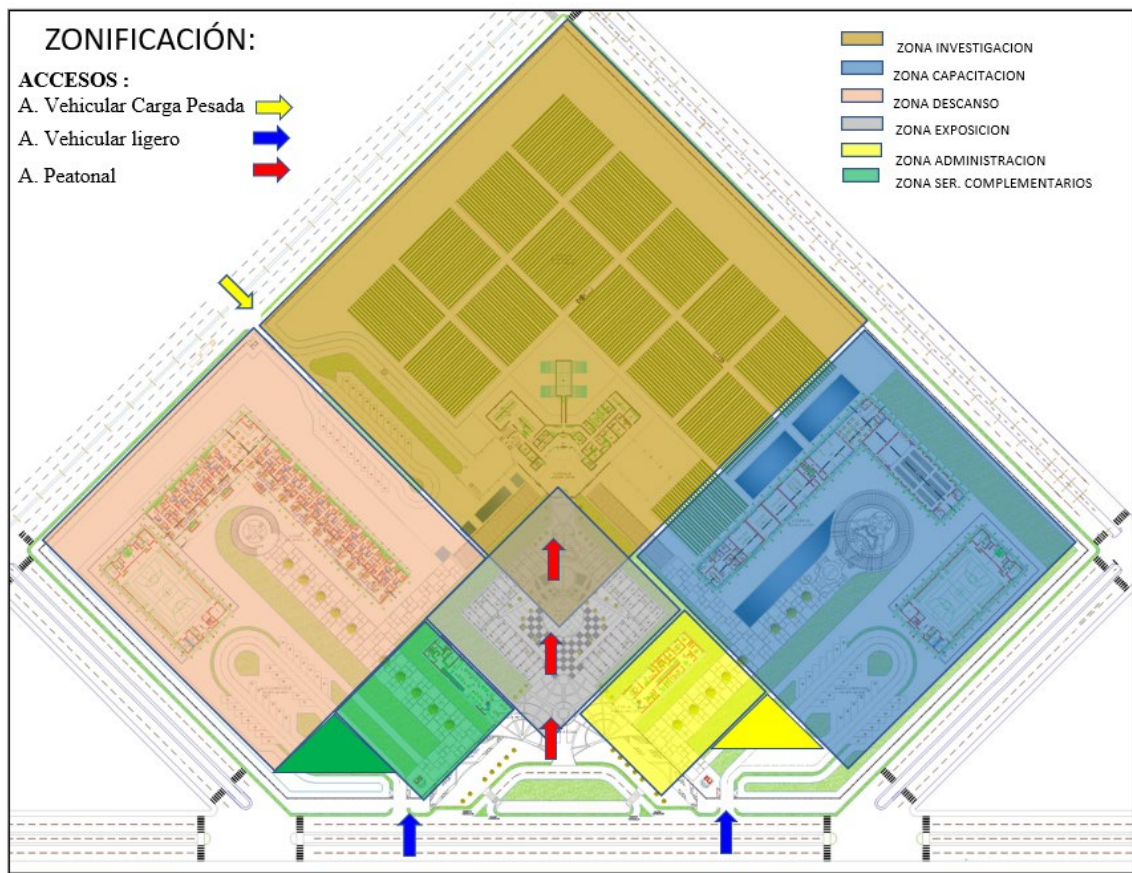 ZONIFICACIÓN:
ACCESOS :
A. Vehicular Carga Pesada
A. Vehicular ligero
A. Peatonal
ZONA INVESTIGACION
ZONA CAPACITACION
ZONA DESCANSO
ZONA EXPOSICION
ZONA ADMINISTRACION
ZONA SER. COMPLEMENTARIOS